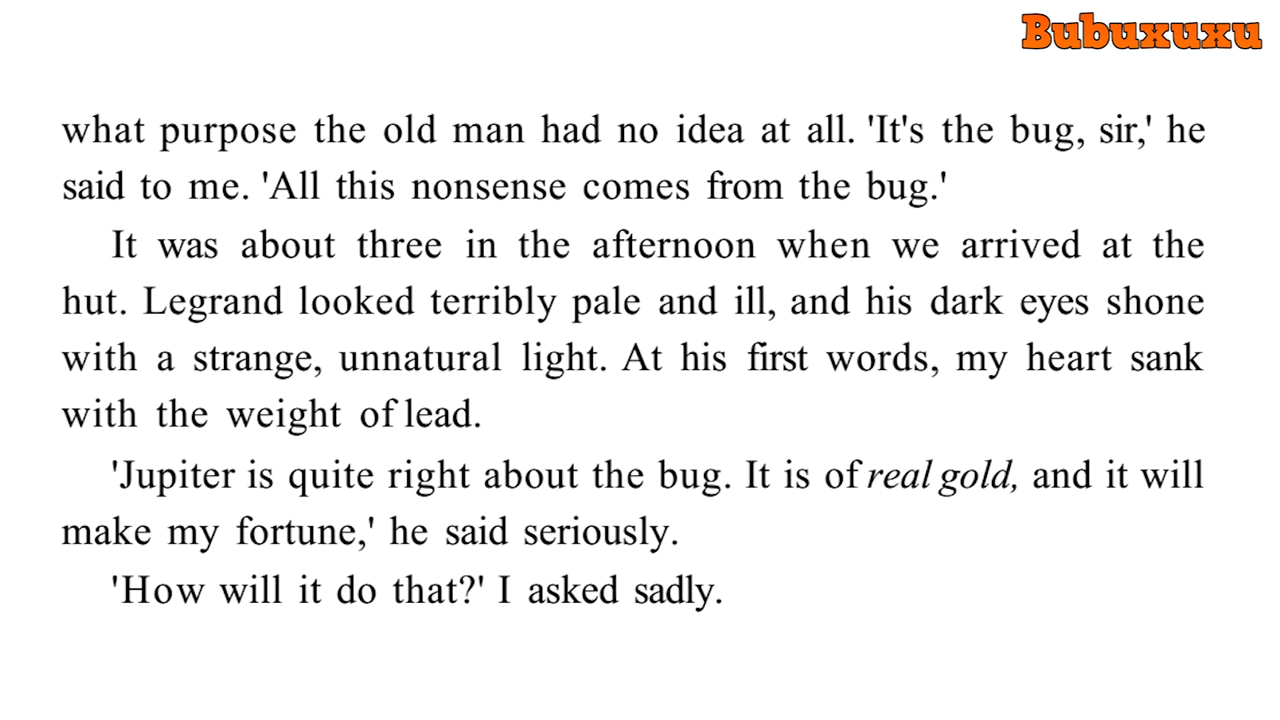 Bubuxuxu
what purpose the old man had no idea at all. 'It's the bug, sir,' he
said to me. 'All this nonsense comes from the bug.'
It was about three in the afternoon when we arrived at the
hut. Legrand looked terribly pale and ill, and his dark eyes shone
with a strange, unnatural light. At his first words, my heart sank
with the weight of lead.
'Jupiter is quite right about the bug. It is of real gold, and it will
make my fortune,' he said seriously.
'How will it do that?' I asked sadly.